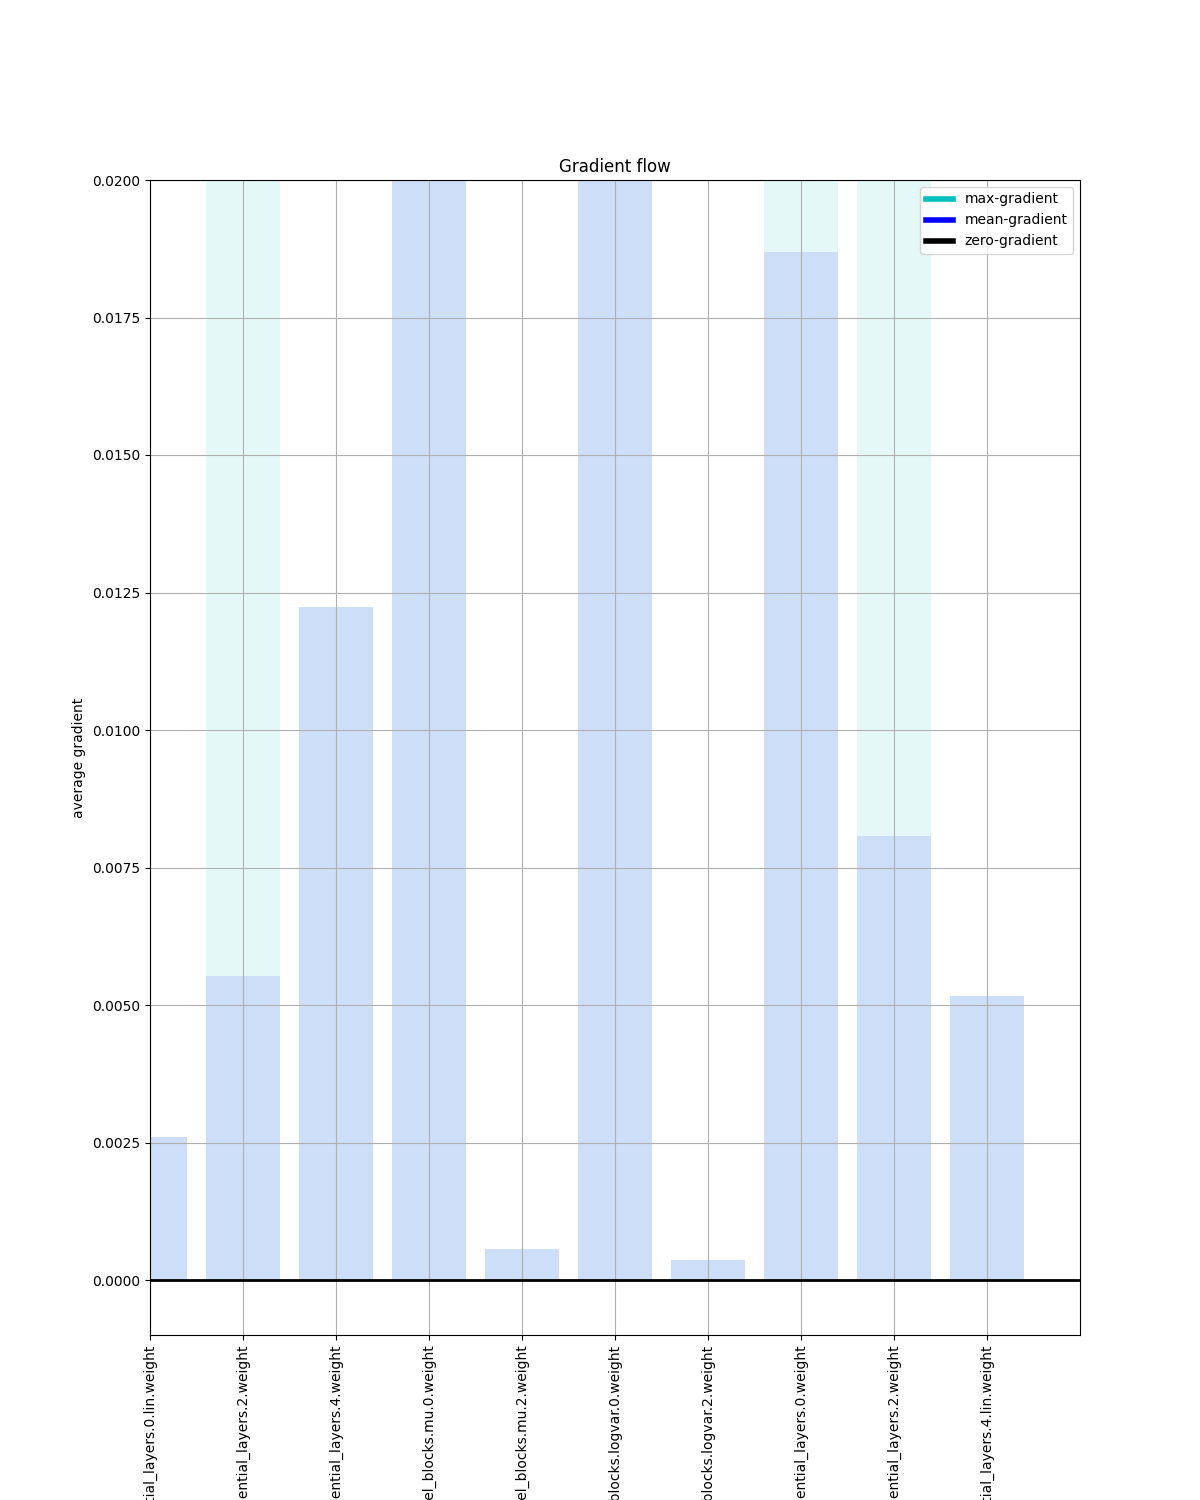 Gradient flow
max-gradient
mean-gradient
zero-gradient
0.0200
0.0175
0.0150
0.0125
0.0100
0.0075
0.0050
0.0025
0.0000
average gradient
tial_layers.0.lin.weight
ential_layers.2.weight
ential_layers.4.weight
el_blocks.mu.0.weight
el_blocks.mu.2.weight
blocks.logvar.0.weight
blocks.logvar.2.weight
ential_layers.0.weight
ential_layers.2.weight
tial_layers.4.lin.weight